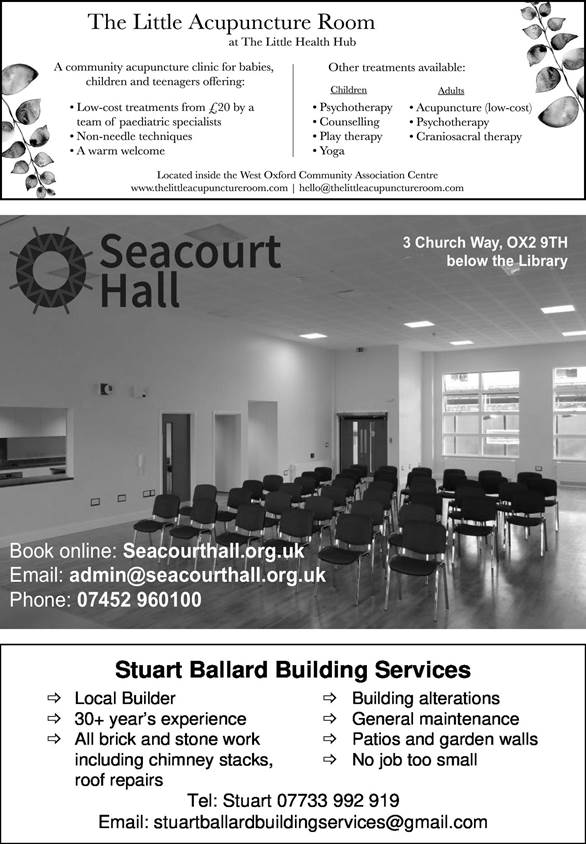 The Little Acupuncture Room
at The Little Health Hub
A community acupuncture clinic for babies,
children and teenagers offering:
• Low-cost treatments from £20 by a
team of paediatric specialists
• Non-needle techniques
• A warm welcome
Other treatments available:
Children
• Psychotherapy
• Counselling
• Play therapy
• Yoga
Adults
• Acupuncture (low-cost)
• Psychotherapy
• Craniosacral therapy
Located inside the West Oxford Community Association Centre
www.thelittleacupunctureroom.com | hello@thelittleacupunctureroom.com
Seacourt
Hall
3 Church Way, OX2 9TH
below the Library
Book online: Seacourthall.org.uk
Email: admin@seacourthall.org.uk
Phone: 07452 960100
Stuart Ballard Building Services
⇨ Local Builder
⇨ 30+ year's experience
⇨ All brick and stone work
including chimney stacks,
roof repairs
⇨ Building alterations
⇨ General maintenance
⇨ Patios and garden walls
⇨ No job too small
Tel: Stuart 07733 992 919
Email: stuartballardbuildingservices@gmail.com